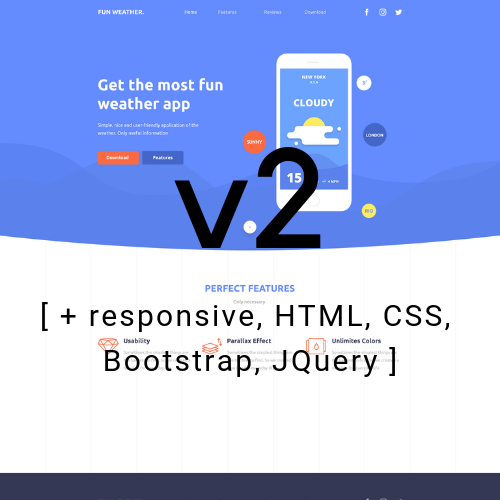 FUN WEATHER.
Home Features Reviews Download
Get the most fun
weather app
Simple, nice and user-friendly application of the
weather. Only useful information
Download Features
NEW YORK
CLOUDY
8°
SUNNY
LONDON
15
RIO
v2
PERFECT FEATURES
Only necessary
[ + responsive, HTML, CSS,
Bootstrap, JQuery ]
Usability
Parallax Effect
Unlimites Colors